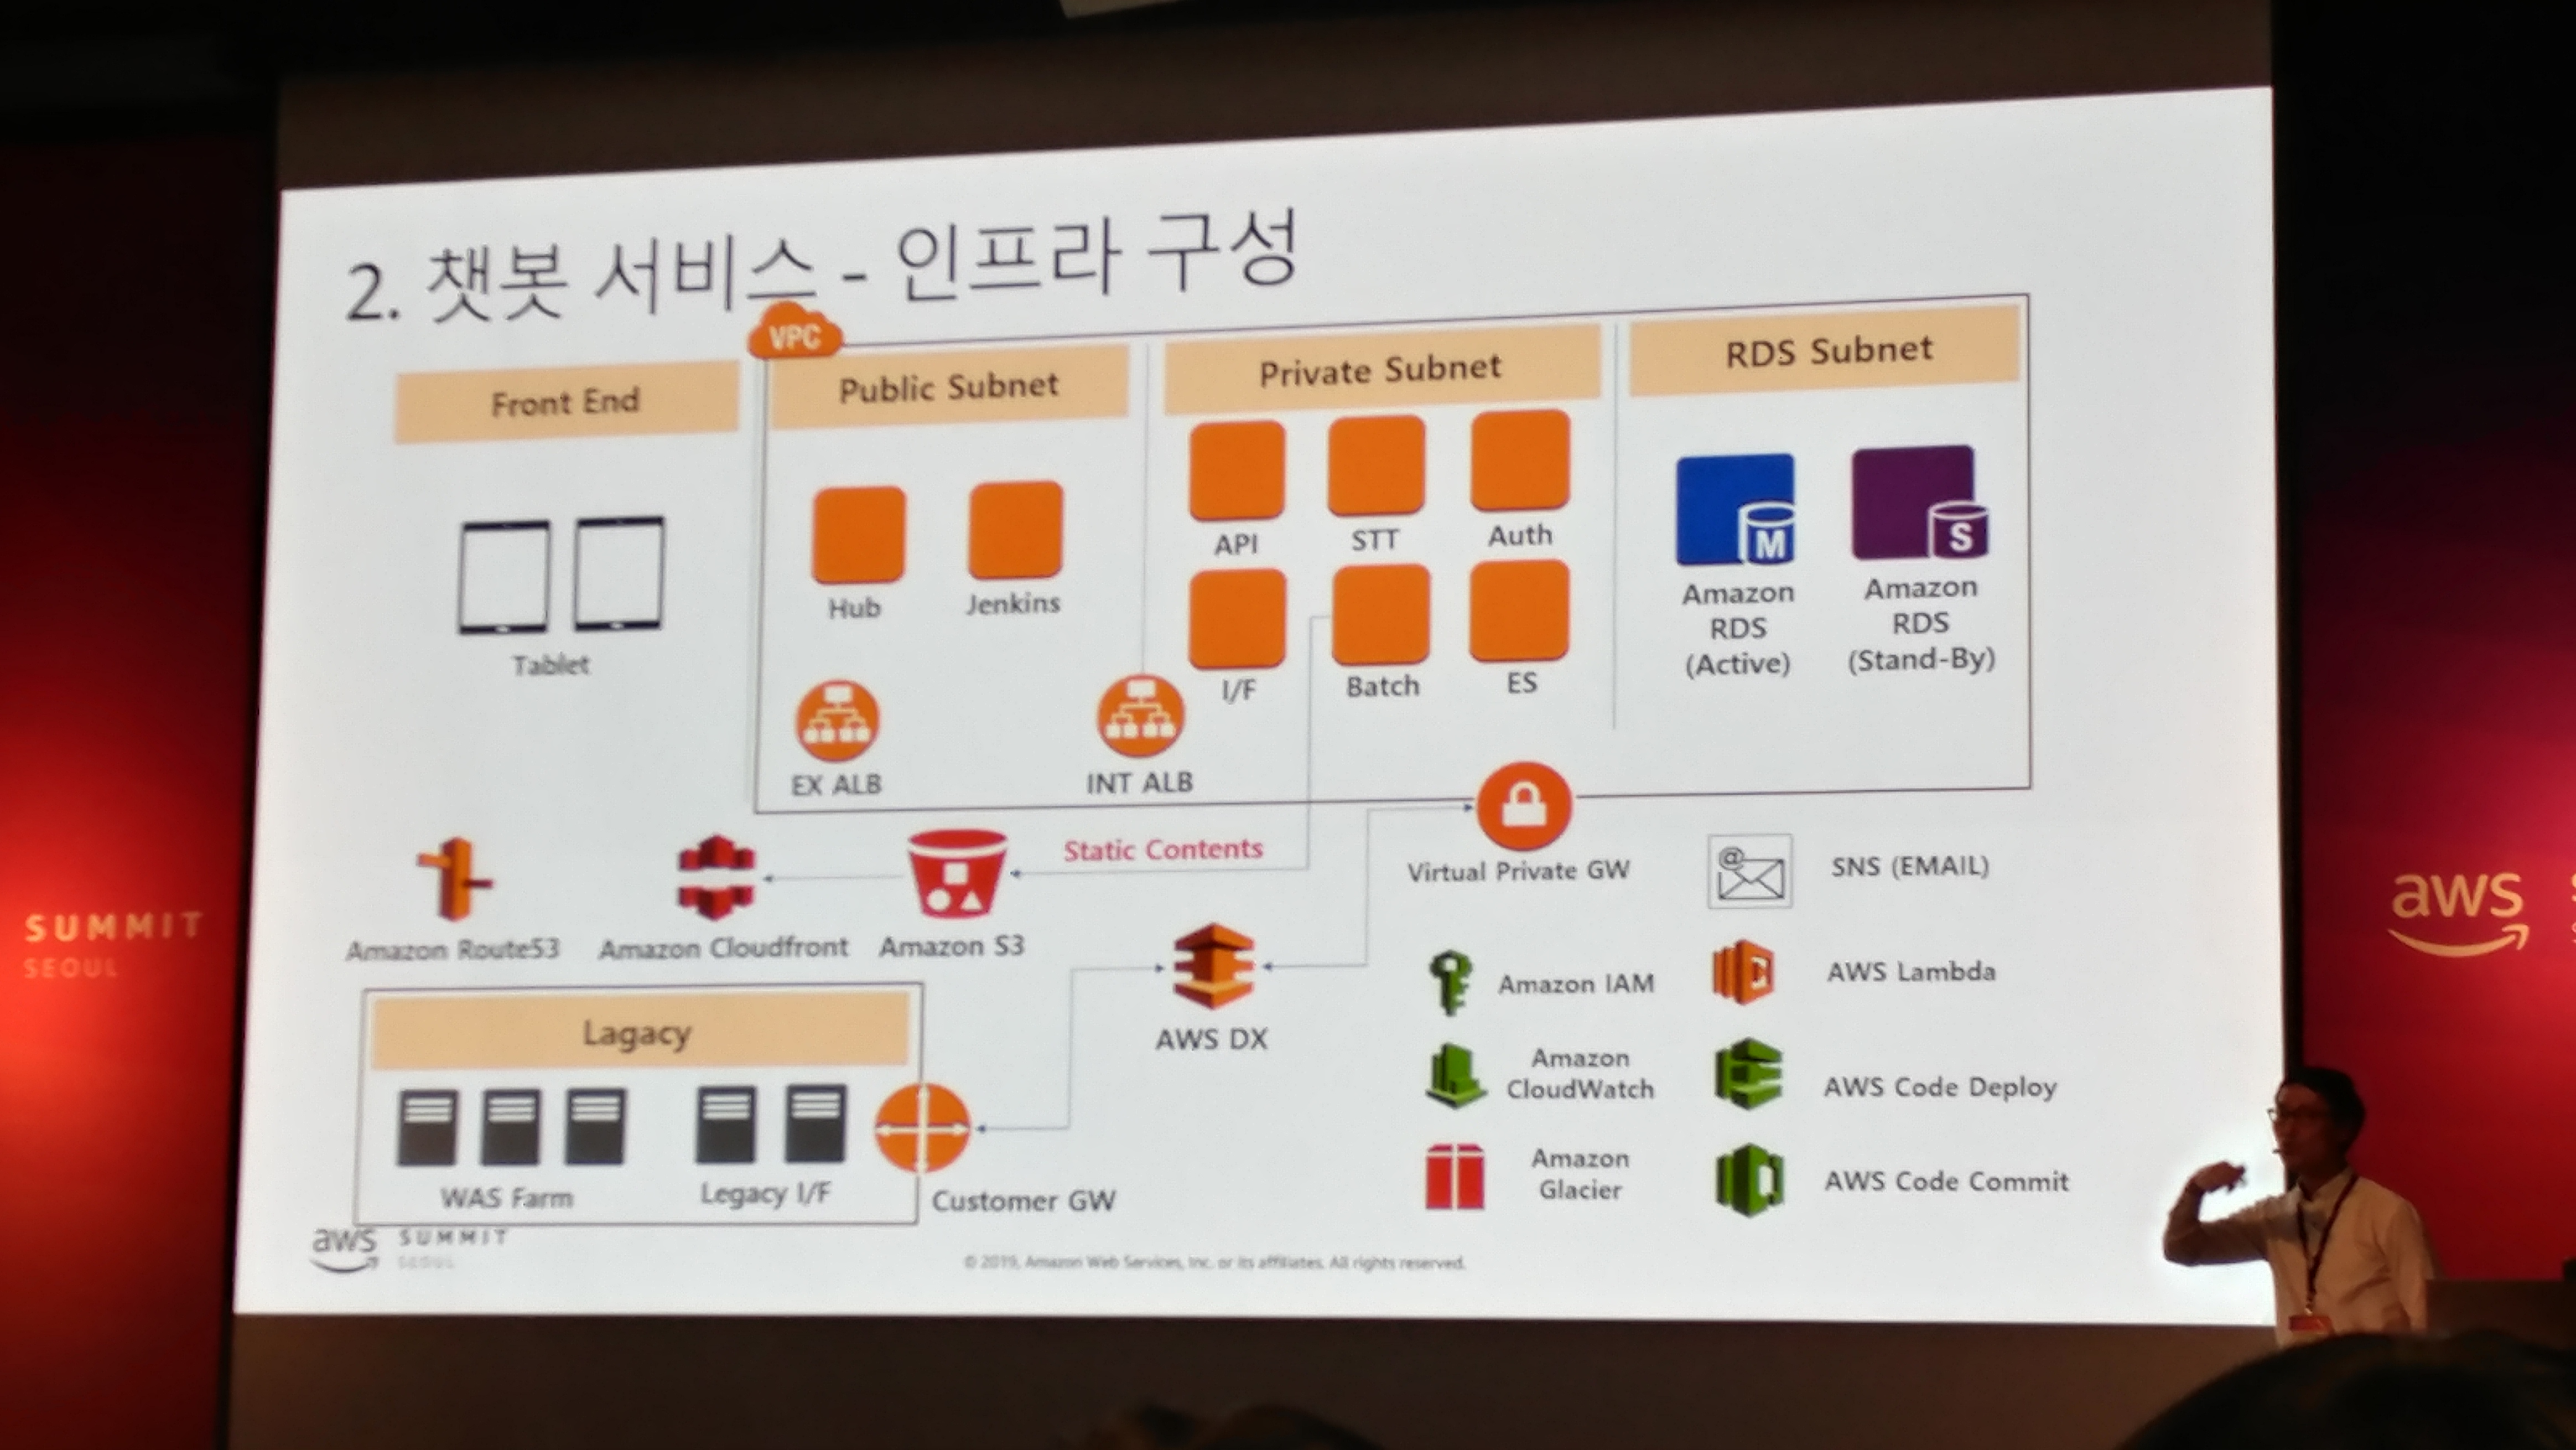 2. 챗봇 서비스 - 인프라 구성
VPC
Front End
Public Subnet
Private Subnet
RDS Subnet
Tablet
Hub
Jenkins
EX ALB
INT ALB
API
STT
Auth
I/F
Batch
ES
M
S
Amazon
RDS
(Active)
Amazon
RDS
(Stand-By)
Static Contents
Virtual Private GW
@
SNS (EMAIL)
Amazon Route53
Amazon Cloudfront
Amazon S3
AWS DX
Amazon IAM
AWS Lambda
Amazon
CloudWatch
AWS Code Deploy
Amazon
Glacier
AWS Code Commit
Lagacy
WAS Farm
Legacy I/F
Customer GW
aws SUMMIT
SEOUL
© 2019, Amazon Web Services, Inc. or its affiliates. All rights reserved.
SUMMIT
SEOUL
aws